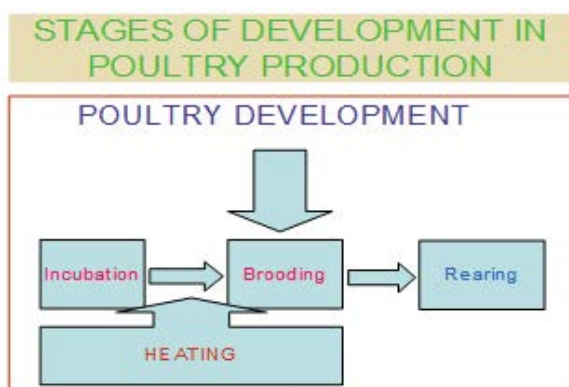 STAGES OF DEVELOPMENT IN
POULTRY PRODUCTION
POULTRY DEVELOPMENT
Incubation
Brooding
Rearing
HEATING